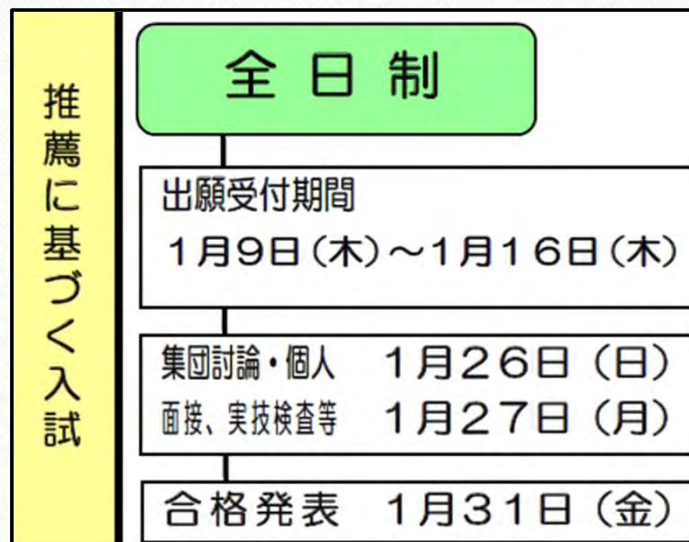 推薦に基づく入試
全日制
出願受付期間
１月９日（木）～１月１６日（木）
集団討論・個人　１月２６日（日）
面接、実技検査等　１月２７日（月）
合格発表　１月３１日（金）